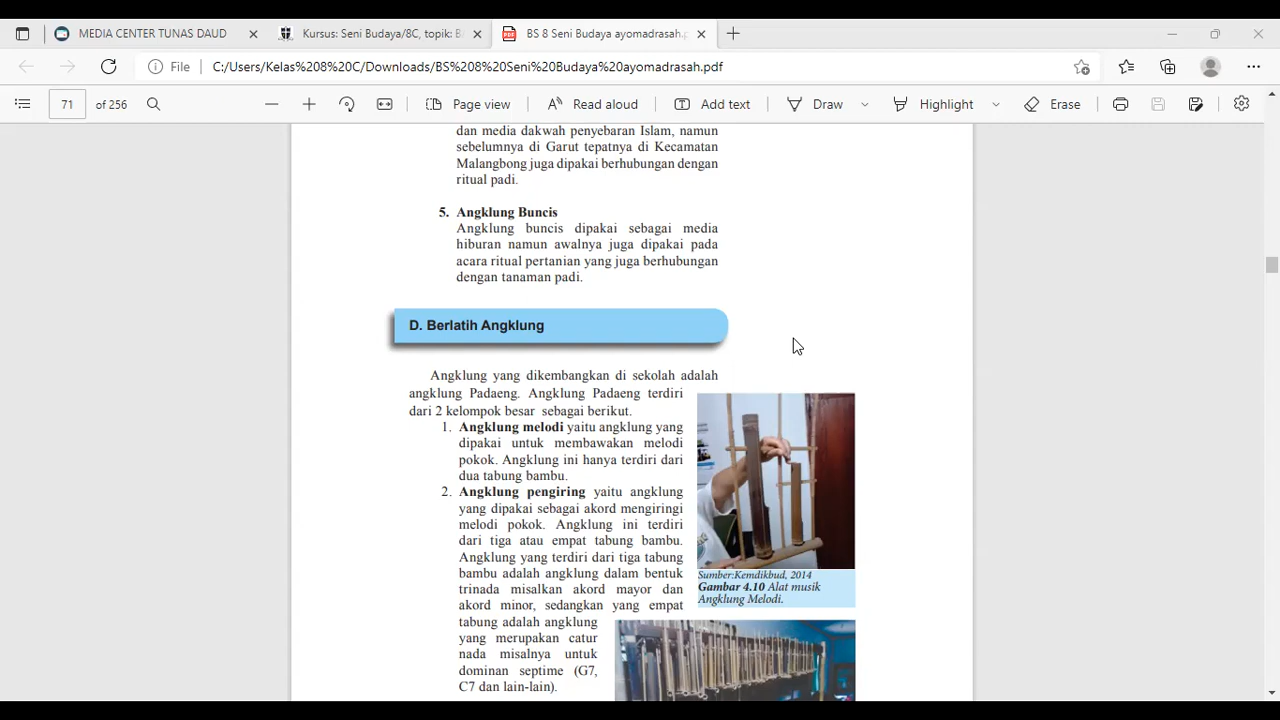 MEDIA CENTER TUNAS DAUD
Kursus: Seni Budaya/8C, topik: B
BS 8 Seni Budaya ayomadrasah.p
File
C:/Users/Kelas%208%20C/Downloads/BS%208%20Seni%20Budaya%20ayomadrasah.pdf
71 of 256
Page view
Read aloud
Add text
Draw
Highlight
Erase
dan media dakwah penyebaran Islam, namun
sebelumnya di Garut tepatnya di Kecamatan
Malangbong juga dipakai berhubungan dengan
ritual padi.
5. Angklung Buncis
Angklung buncis dipakai sebagai media
hiburan namun awalnya juga dipakai pada
acara ritual pertanian yang juga berhubungan
dengan tanaman padi.
D. Berlatih Angklung
Angklung yang dikembangkan di sekolah adalah
angklung Padaeng. Angklung Padaeng terdiri
dari 2 kelompok besar sebagai berikut.
1. Angklung melodi yaitu angklung yang
dipakai untuk membawakan melodi
pokok. Angklung ini hanya terdiri dari
dua tabung bambu.
2. Angklung pengiring yaitu angklung
yang dipakai sebagai akord mengiringi
melodi pokok. Angklung ini terdiri
dari tiga atau empat tabung bambu.
Angklung yang terdiri dari tiga tabung
bambu adalah angklung dalam bentuk
trinada misalkan akord mayor dan
akord minor, sedangkan yang empat
tabung adalah angklung
yang merupakan catur
nada misalnya untuk
dominan septime (G7,
C7 dan lain-lain).
Sumber:Kemdikbud, 2014
Gambar 4.10 Alat musik
Angklung Melodi.